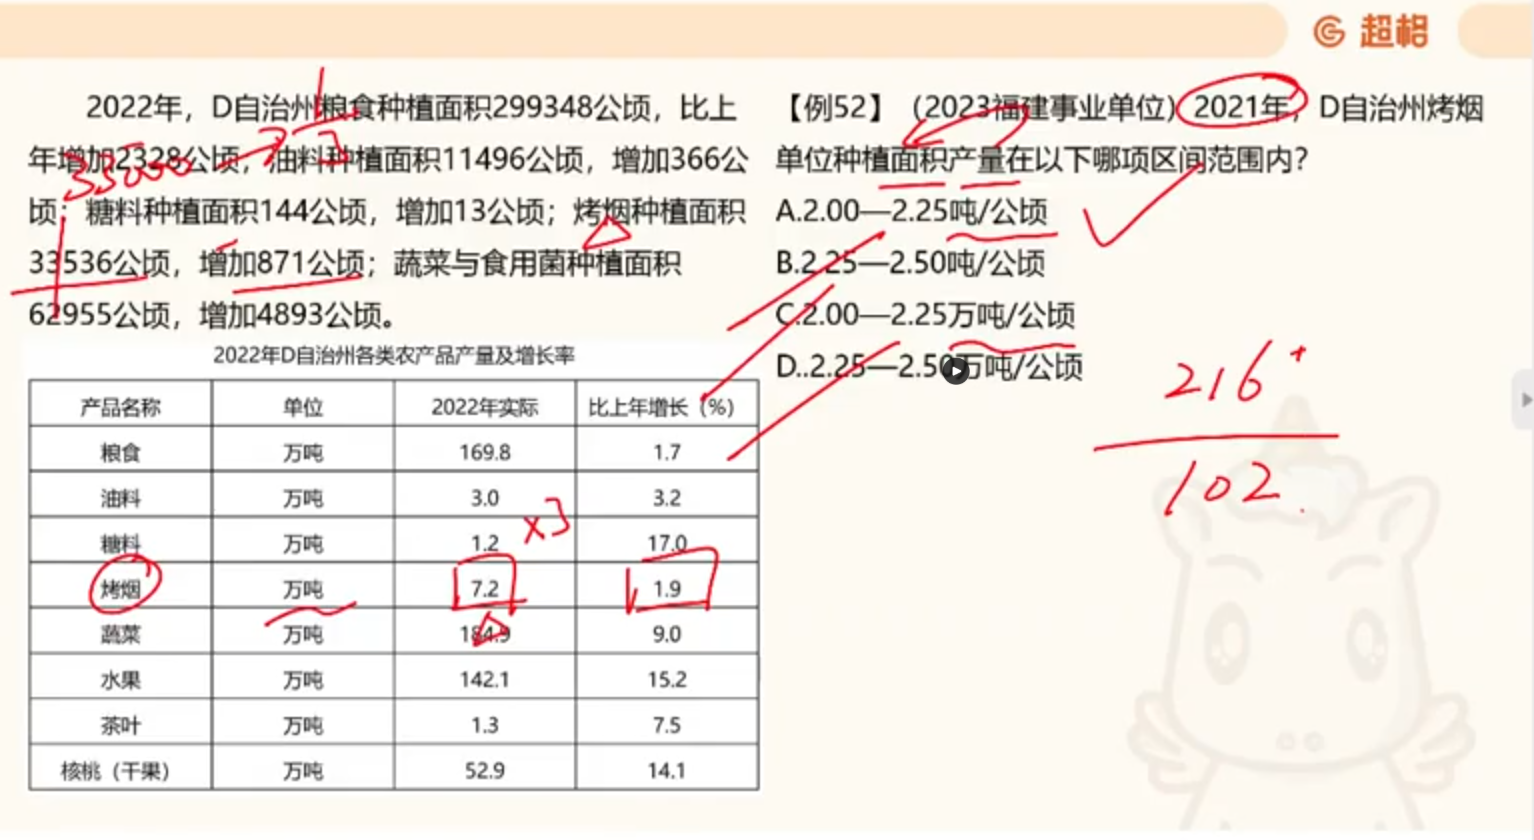 超格
2022年，D自治州粮食种植面积299348公顷，比上
年增加2328公顷，油料种植面积11496公顷，增加366公
顷；糖料种植面积144公顷，增加13公顷；烤烟种植面积
33536公顷，增加871公顷；蔬菜与食用菌种植面积
62955公顷，增加4893公顷。
1
3
33000
2022年D自治州各类农产品产量及增长率
产品名称 单位 2022年实际 比上年增长（%）
粮食 万吨 169.8 1.7
油料 万吨 3.0 3.2
糖料 万吨 1.2 17.0
烤烟 万吨 7.2 1.9
蔬菜 万吨 184.9 9.0
水果 万吨 142.1 15.2
茶叶 万吨 1.3 7.5
核桃（干果） 万吨 52.9 14.1
×3
【例52】（2023福建事业单位）2021年，D自治州烤烟
单位种植面积产量在以下哪项区间范围内？
A.2.00—2.25吨/公顷
B.2.25—2.50吨/公顷
C.2.00—2.25万吨/公顷
D..2.25—2.50万吨/公顷
216+
102